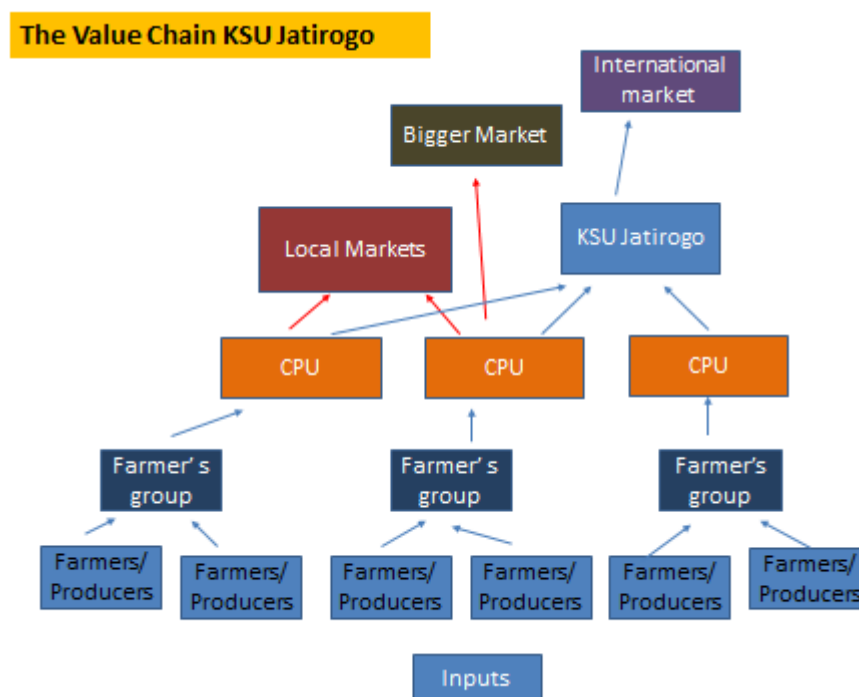 The Value Chain KSU Jatirogo
International
market
Bigger Market
Local Markets
KSU Jatirogo
CPU
CPU
CPU
Farmer' s
group
Farmer' s
group
Farmer's
group
Farmers/
Producers
Farmers/
Producers
Farmers/
Producers
Farmers/
Producers
Farmers/
Producers
Farmers/
Producers
Inputs